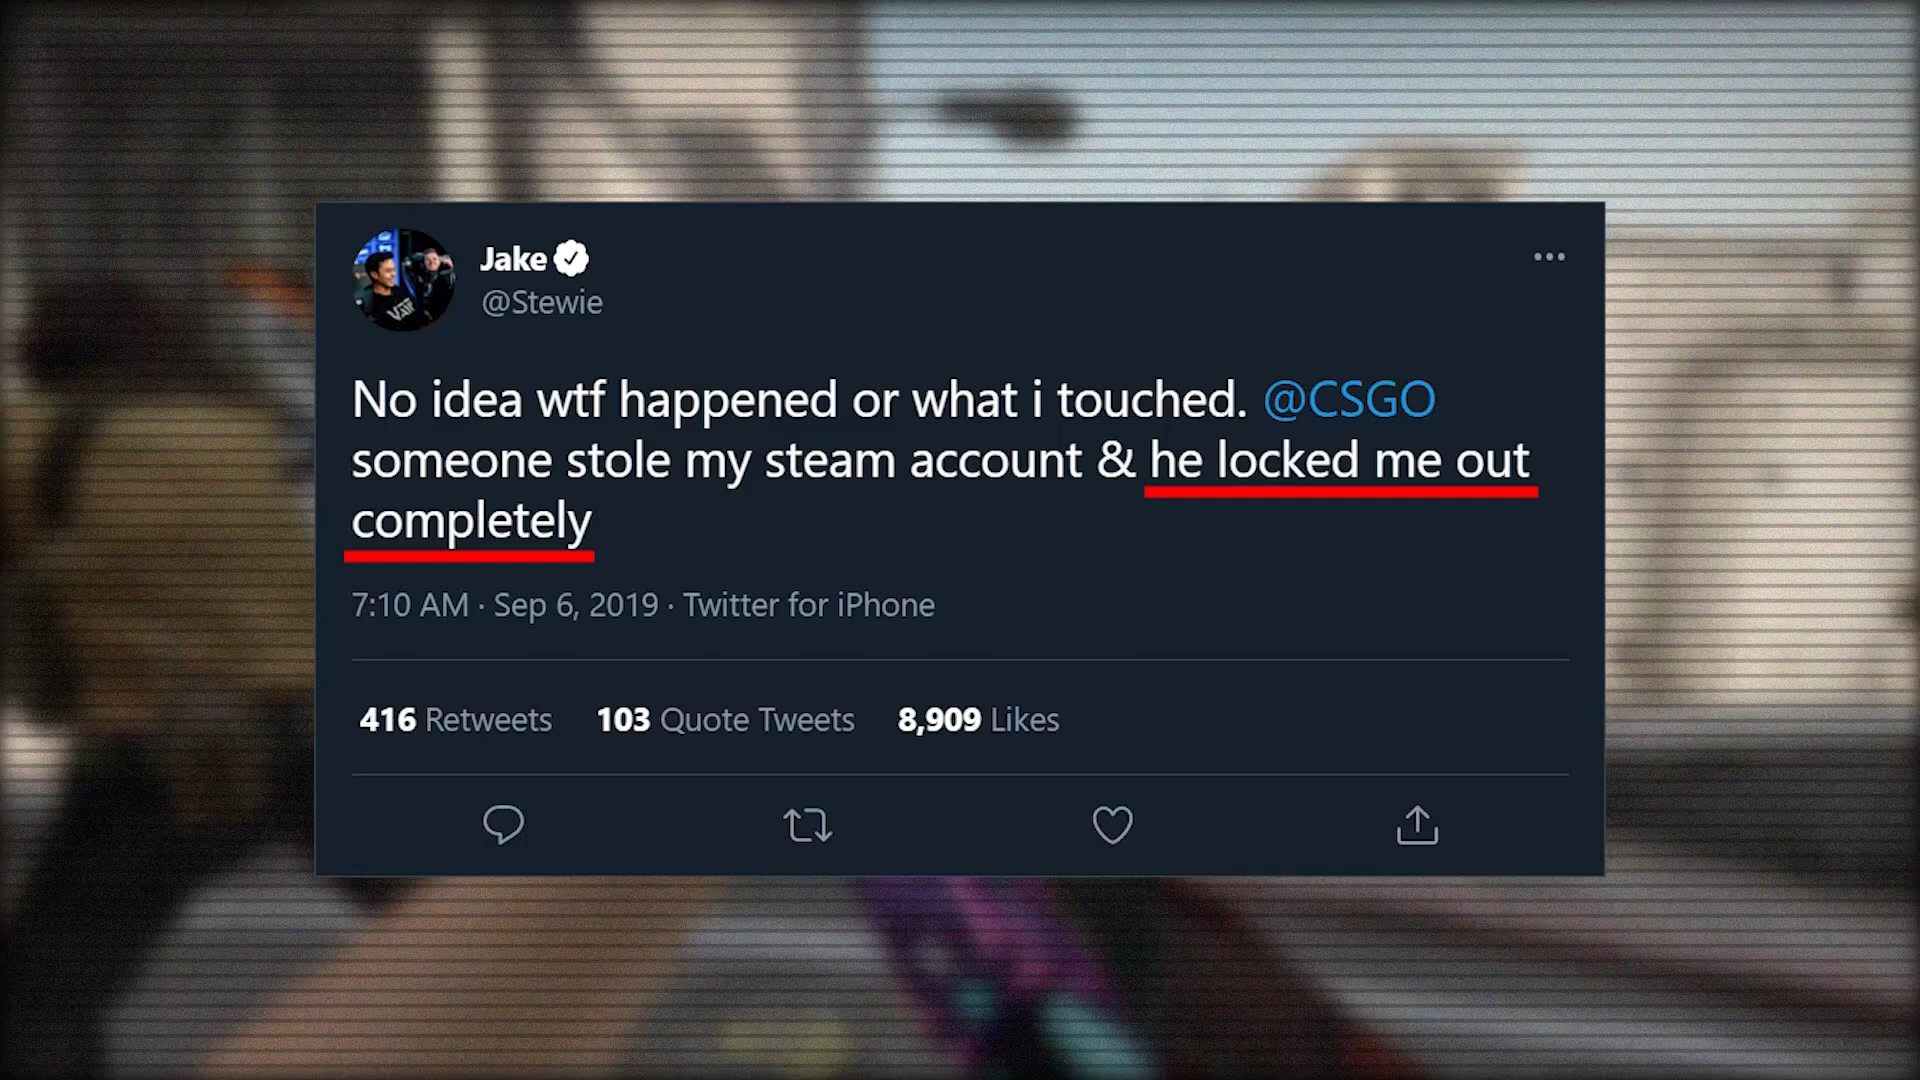 Jake
@Stewie
No idea wtf happened or what i touched. @CSGO
someone stole my steam account & he locked me out
completely
7:10 AM · Sep 6, 2019 · Twitter for iPhone
416 Retweets 103 Quote Tweets 8,909 Likes